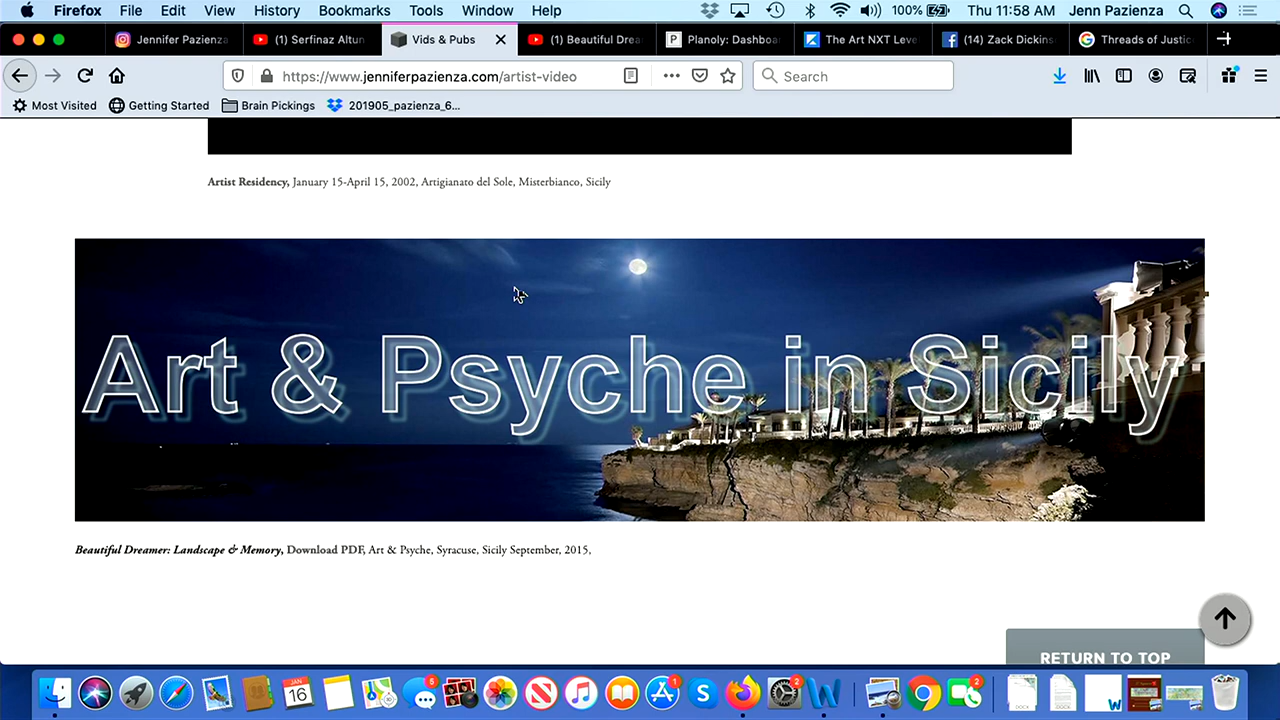 Firefox File Edit View History Bookmarks Tools Window Help 100% Thu 11:58 AM Jenn Pazienza
Jennifer Pazienza (1) Serfinaz Altun Vids & Pubs (1) Beautiful Drea Planoly: Dashboa The Art NXT Leve (14) Zack Dickins Threads of Justic
https://www.jenniferpazienza.com/artist-video Search
Most Visited Getting Started Brain Pickings 201905_pazienza_6...
Artist Residency, January 15-April 15, 2002, Artigianato del Sole, Misterbianco, Sicily
Art & Psyche in Sicily
Beautiful Dreamer: Landscape & Memory, Download PDF, Art & Psyche, Syracuse, Sicily September, 2015,
RETURN TO TOP
JAN
16
5
1
2
2